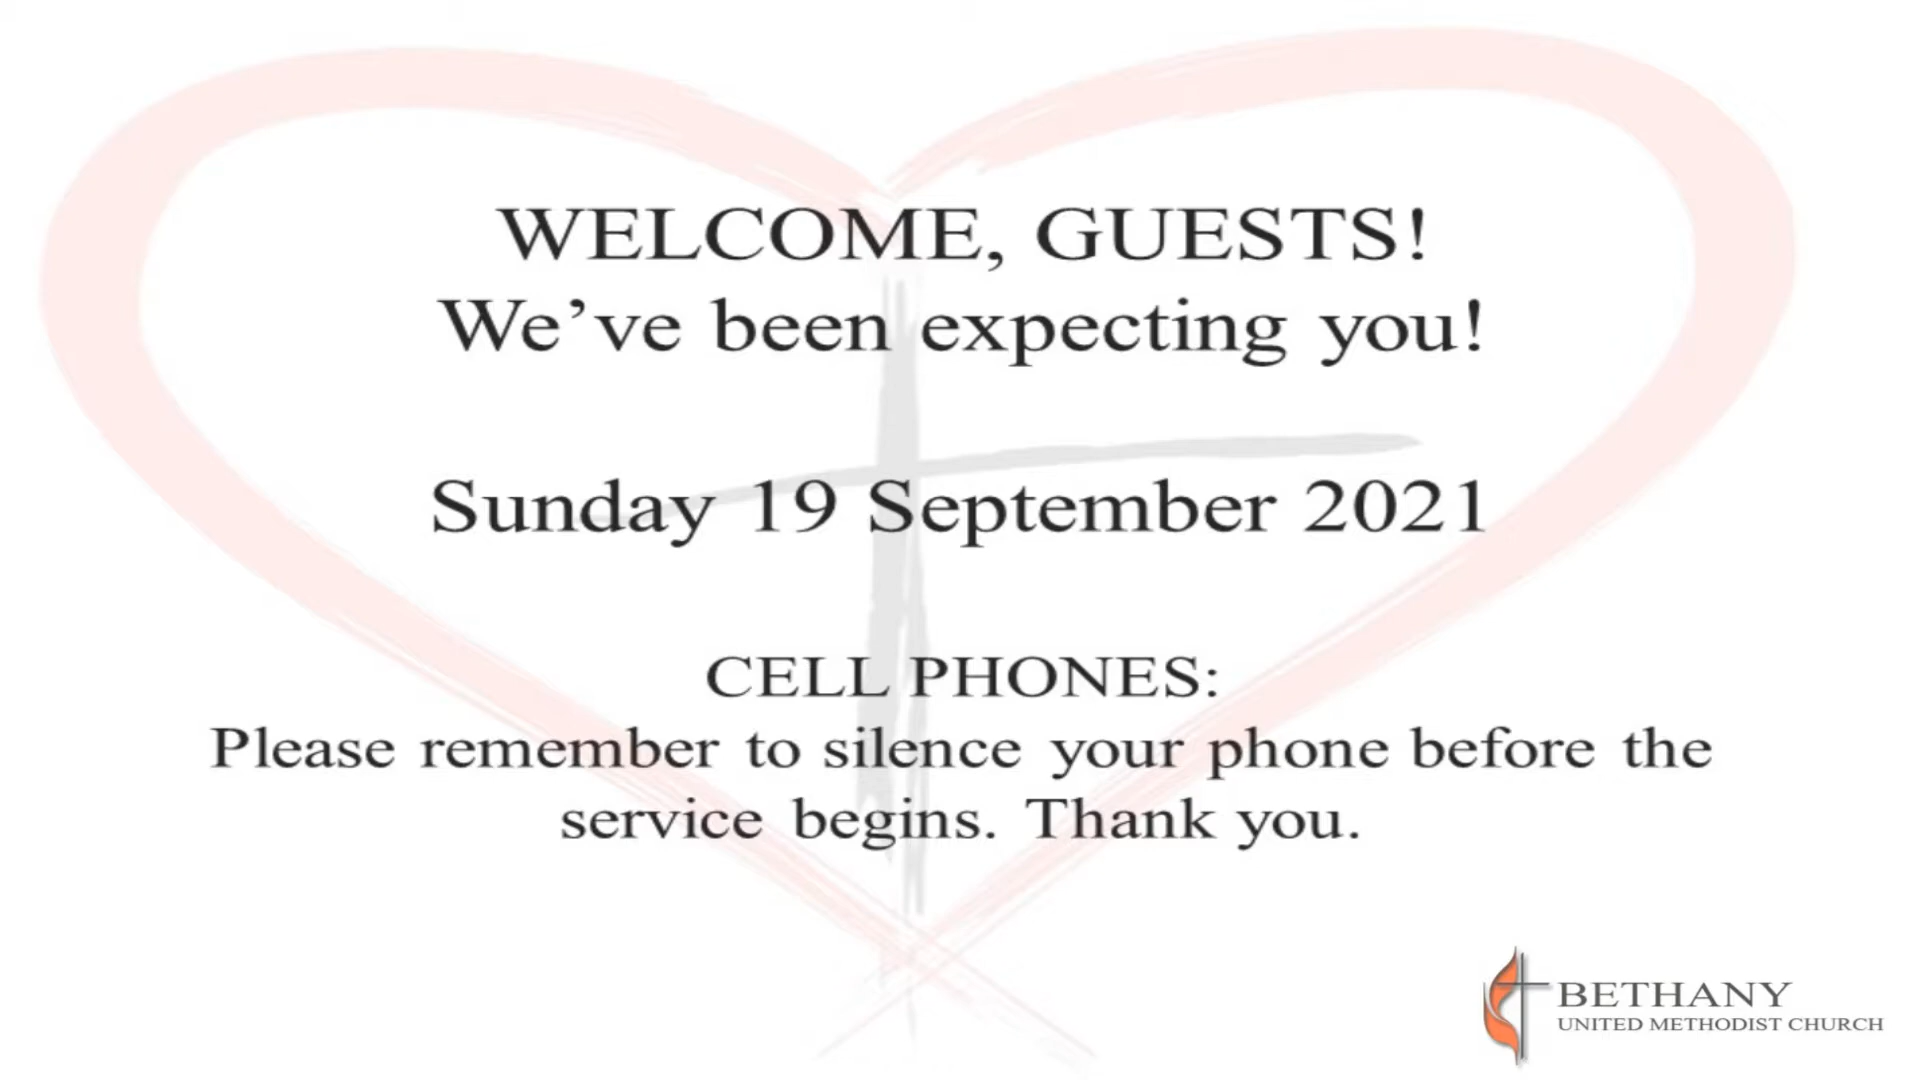 WELCOME, GUESTS!
We’ve been expecting you!
Sunday 19 September 2021
CELL PHONES:
Please remember to silence your phone before the
service begins. Thank you.
BETHANY
UNITED METHODIST CHURCH